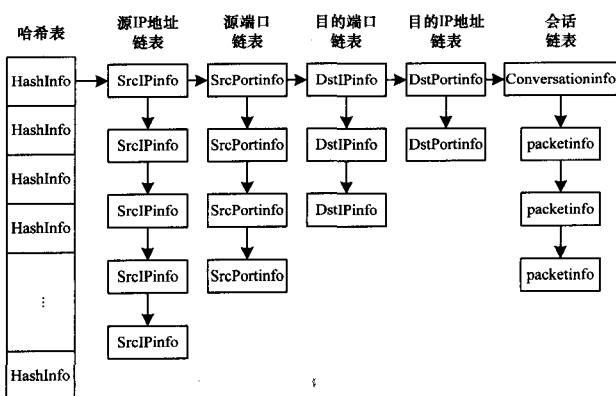 哈希表
源IP地址
链表
源端口
链表
目的端口
链表
目的IP地址
链表
会话
链表
HashInfo
SrcIPinfo
SrcPortinfo
DstIPinfo
DstPortinfo
Conversationinfo
HashInfo
SrcIPinfo
SrcPortinfo
DstIPinfo
DstPortinfo
packetinfo
HashInfo
HashInfo
SrcIPinfo
SrcPortinfo
DstIPinfo
packetinfo
⋮
SrcIPinfo
SrcPortinfo
packetinfo
SrcIPinfo
HashInfo